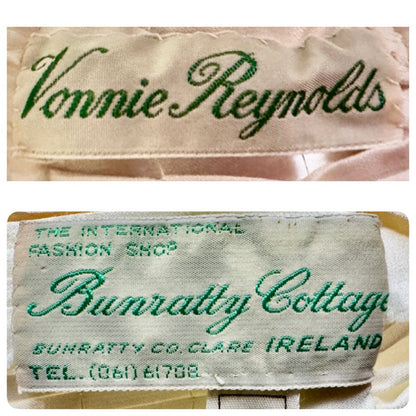 Vonnie Reynolds
THE INTERNATIONAL
FASHION SHOP
Bunratty Cottage
BUNRATTY CO. CLARE IRELAND
TEL. (061) 61788